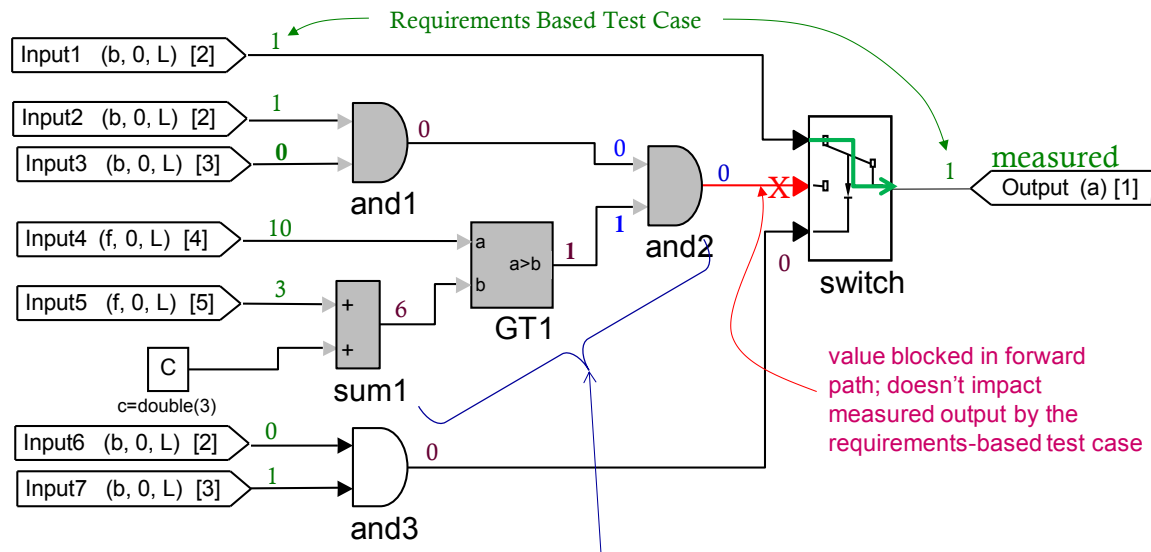 Requirements Based Test Case
Input1 (b, 0, L) [2]
1
Input2 (b, 0, L) [2]
1
Input3 (b, 0, L) [3]
0
and1
0
0
1
and2
0
X
Input4 (f, 0, L) [4]
10
a
b
a>b
GT1
1
Input5 (f, 0, L) [5]
3
+
+
sum1
6
C
c=double(3)
Input6 (b, 0, L) [2]
0
Input7 (b, 0, L) [3]
1
and3
0
0
switch
1
measured
Output (a) [1]
value blocked in forward
path; doesn't impact
measured output by the
requirements-based test case